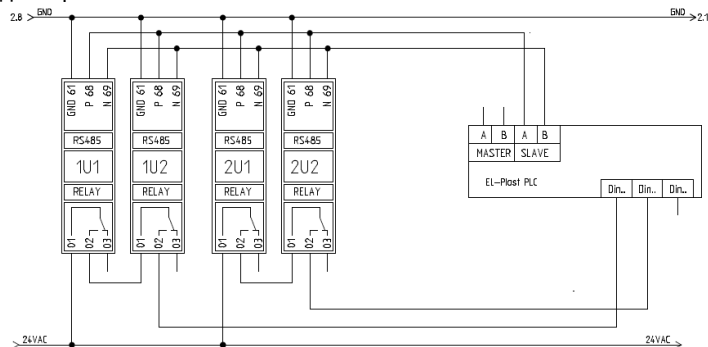 2.8 GND GND 2.1
GND 61 P 68 N 69 GND 61 P 68 N 69 GND 61 P 68 N 69 GND 61 P 68 N 69
A B A B
RS485 RS485 RS485 RS485
MASTER SLAVE
1U1 1U2 2U1 2U2
El-Plast PLC
RELAY RELAY RELAY RELAY
Din.. Din.. Din..
01 02 03 01 02 03 01 02 03 01 02 03
24VAC 24VAC